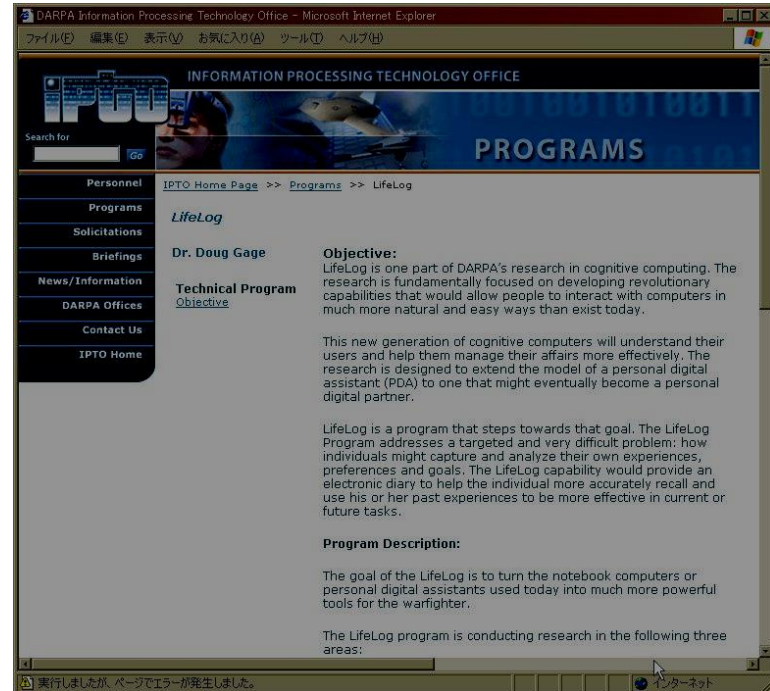 DARPA Information Processing Technology Office - Microsoft Internet Explorer
ファイル(F) 編集(E) 表示(V) お気に入り(A) ツール(T) ヘルプ(H)
INFORMATION PROCESSING TECHNOLOGY OFFICE
ipto
Search for
Go
PROGRAMS
Personnel
Programs
Solicitations
Briefings
News/Information
DARPA Offices
Contact Us
IPTO Home
IPTO Home Page >> Programs >> LifeLog
LifeLog
Dr. Doug Gage
Technical Program
Objective
Objective:
LifeLog is one part of DARPA's research in cognitive computing. The
research is fundamentally focused on developing revolutionary
capabilities that would allow people to interact with computers in
much more natural and easy ways than exist today.
This new generation of cognitive computers will understand their
users and help them manage their affairs more effectively. The
research is designed to extend the model of a personal digital
assistant (PDA) to one that might eventually become a personal
digital partner.
LifeLog is a program that steps towards that goal. The LifeLog
Program addresses a targeted and very difficult problem: how
individuals might capture and analyze their own experiences,
preferences and goals. The LifeLog capability would provide an
electronic diary to help the individual more accurately recall and
use his or her past experiences to be more effective in current or
future tasks.
Program Description:
The goal of the LifeLog is to turn the notebook computers or
personal digital assistants used today into much more powerful
tools for the warfighter.
The LifeLog program is conducting research in the following three
areas:
実行しましたが、ページでエラーが発生しました。
インターネット